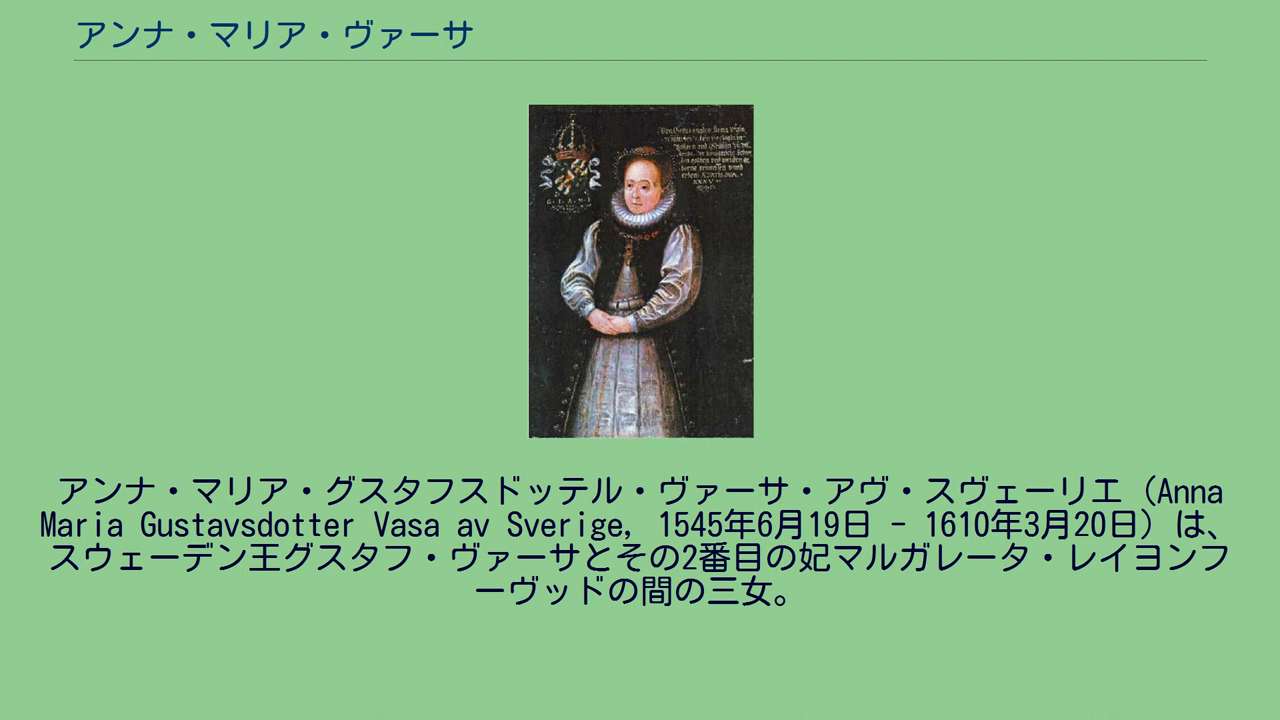 アンナ・マリア・ヴァーサ
アンナ・マリア・グスタフスドッテル・ヴァーサ・アヴ・スヴェーリエ（Anna
Maria Gustavsdotter Vasa av Sverige, 1545年6月19日 - 1610年3月20日）は、
スウェーデン王グスタフ・ヴァーサとその2番目の妃マルガレータ・レイヨンフ
ーヴッドの間の三女。